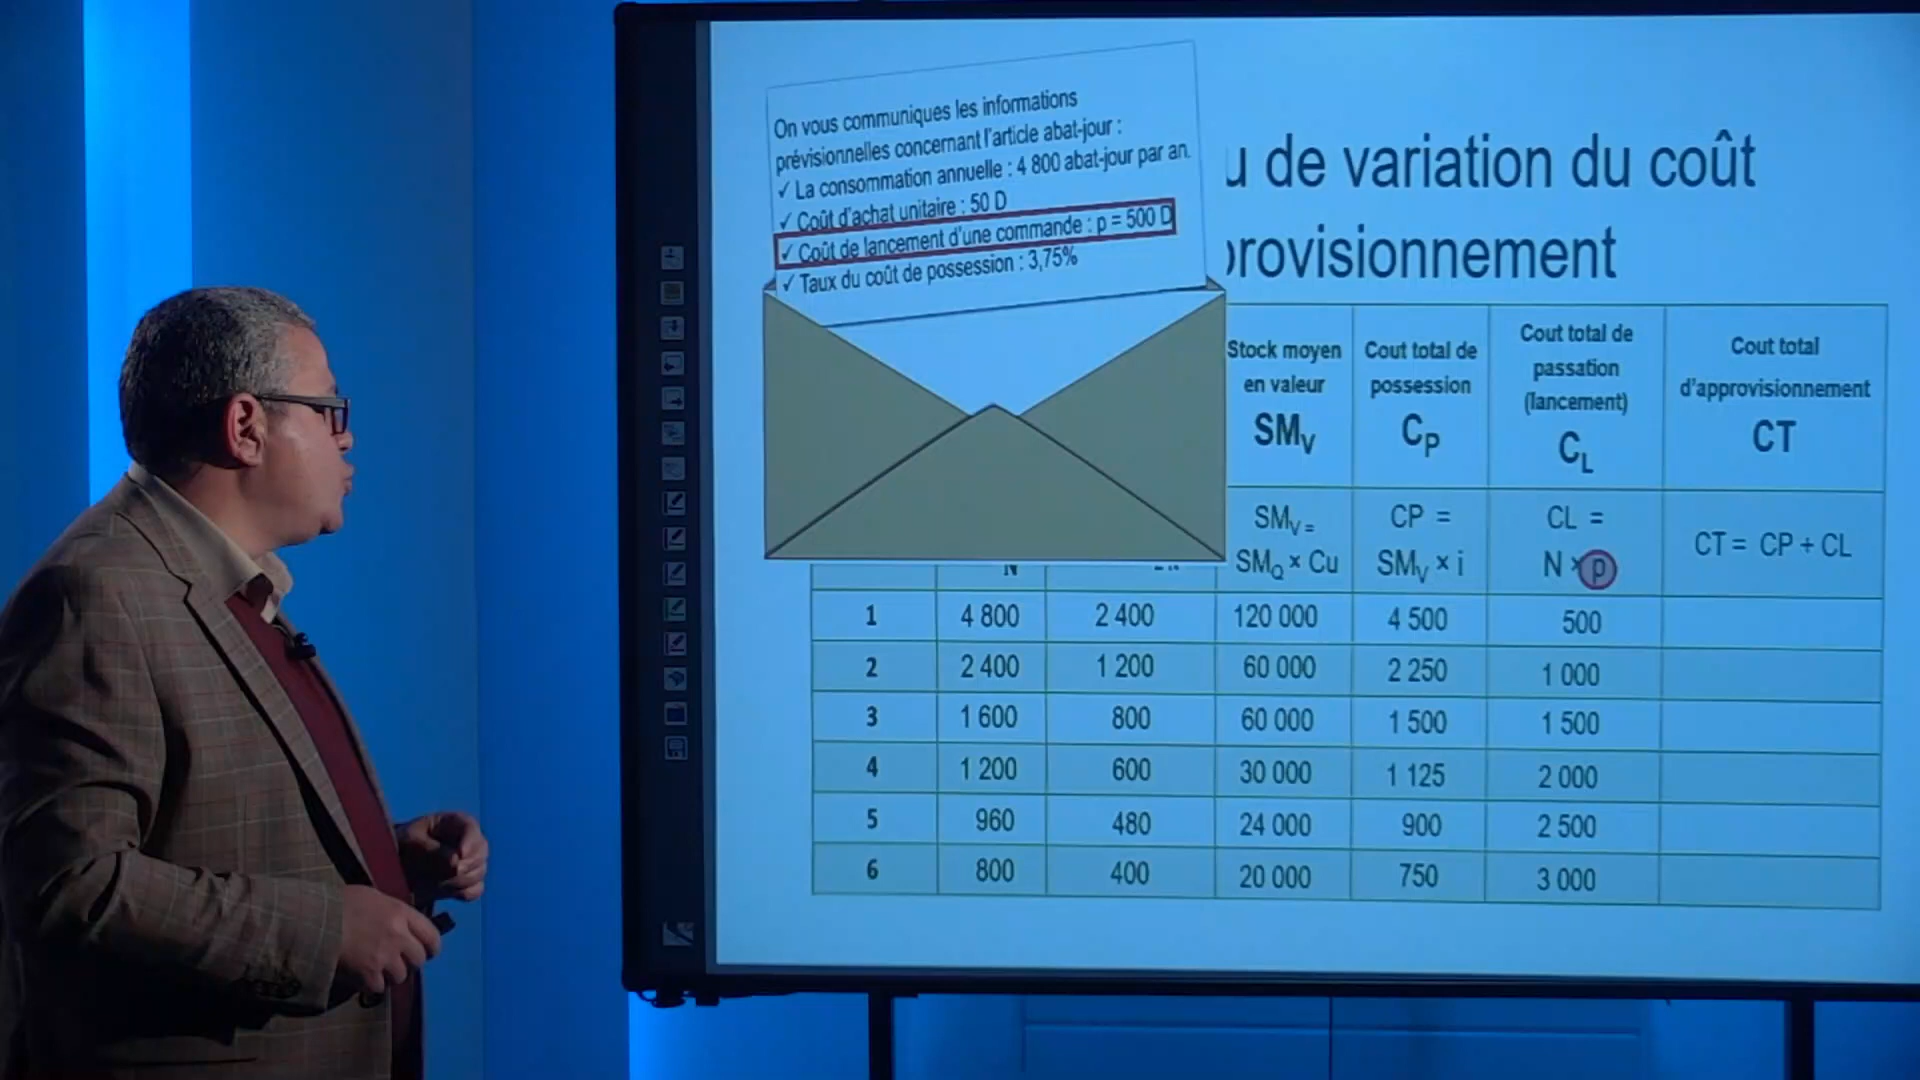 On vous communiques les informations
prévisionnelles concernant l'article abat-jour :
✓ La consommation annuelle : 4 800 abat-jour par an.
✓ Coût d'achat unitaire : 50 D
✓ Coût de lancement d'une commande : p = 500 D
✓ Taux du coût de possession : 3,75%
u de variation du coût
provisionnement
Stock moyen en valeur SMV
Cout total de possession CP
Cout total de passation (lancement) CL
Cout total d'approvisionnement CT
N
SMV = SMQ × Cu
CP = SMV × i
CL = N × p
CT = CP + CL
1 4 800 2 400 120 000 4 500 500
2 2 400 1 200 60 000 2 250 1 000
3 1 600 800 60 000 1 500 1 500
4 1 200 600 30 000 1 125 2 000
5 960 480 24 000 900 2 500
6 800 400 20 000 750 3 000